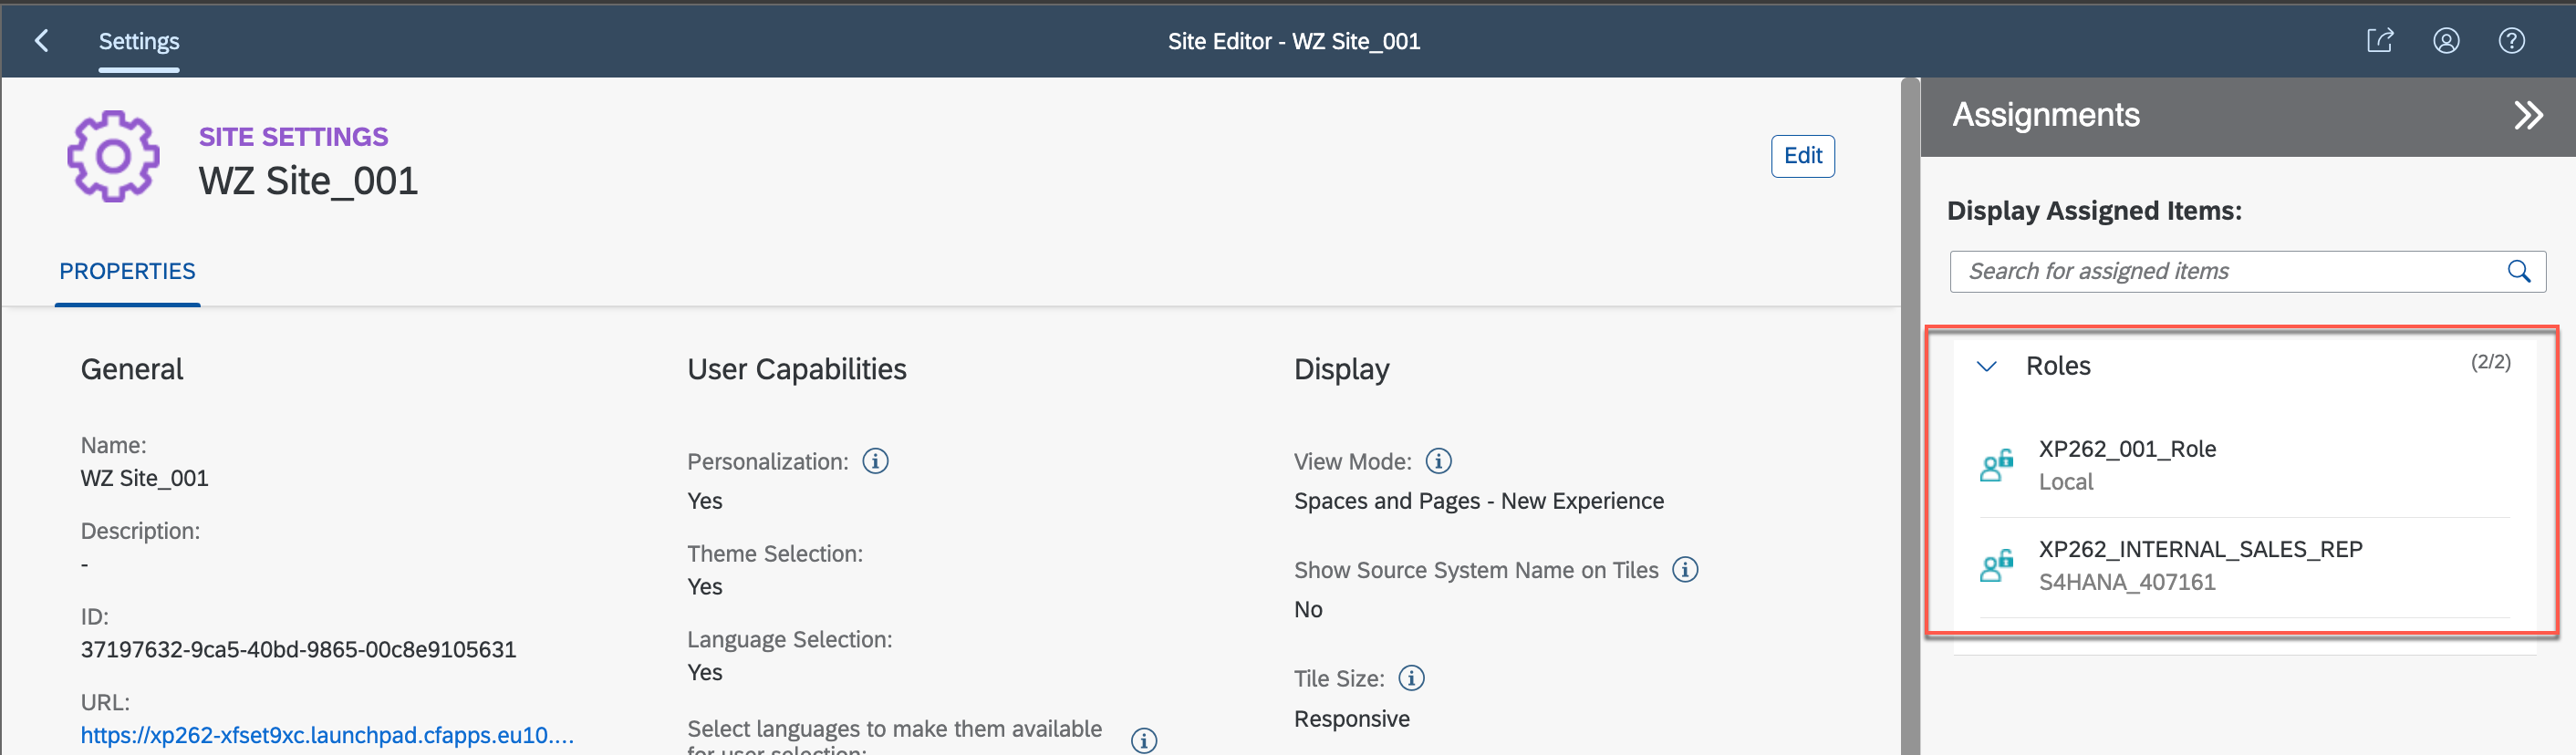 Settings
Site Editor - WZ Site_001
SITE SETTINGS
WZ Site_001
Edit
PROPERTIES
General
Name:
WZ Site_001
Description:
-
ID:
37197632-9ca5-40bd-9865-00c8e9105631
URL:
https://xp262-xfset9xc.launchpad.cfapps.eu10....
User Capabilities
Personalization:
Yes
Theme Selection:
Yes
Language Selection:
Yes
Select languages to make them available
for user selection:
Display
View Mode:
Spaces and Pages - New Experience
Show Source System Name on Tiles
No
Tile Size:
Responsive
Assignments
Display Assigned Items:
Search for assigned items
Roles
(2/2)
XP262_001_Role
Local
XP262_INTERNAL_SALES_REP
S4HANA_407161